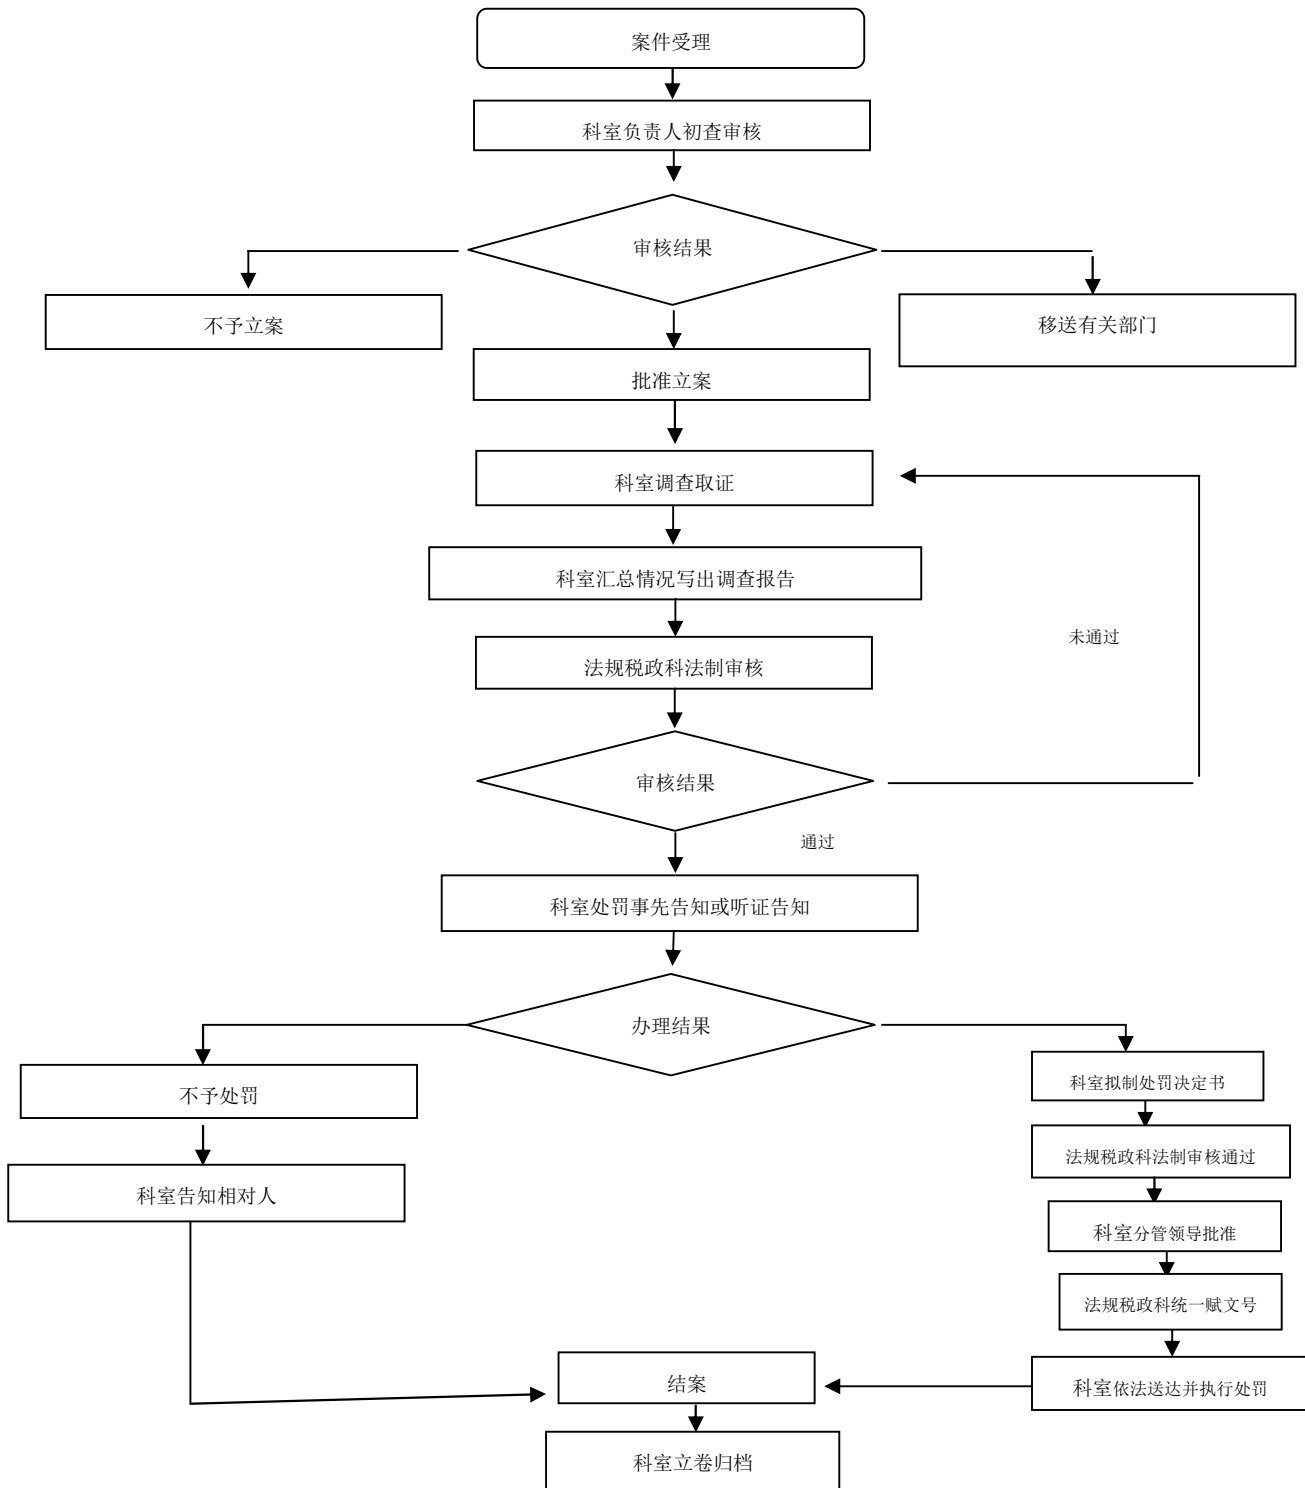 案件受理
科室负责人初查审核
审核结果
不予立案
移送有关部门
批准立案
科室调查取证
科室汇总情况写出调查报告
未通过
法规税政科法制审核
审核结果
通过
科室处罚事先告知或听证告知
办理结果
不予处罚
科室告知相对人
科室拟制处罚决定书
法规税政科法制审核通过
科室分管领导批准
法规税政科统一赋文号
科室依法送达并执行处罚
结案
科室立卷归档